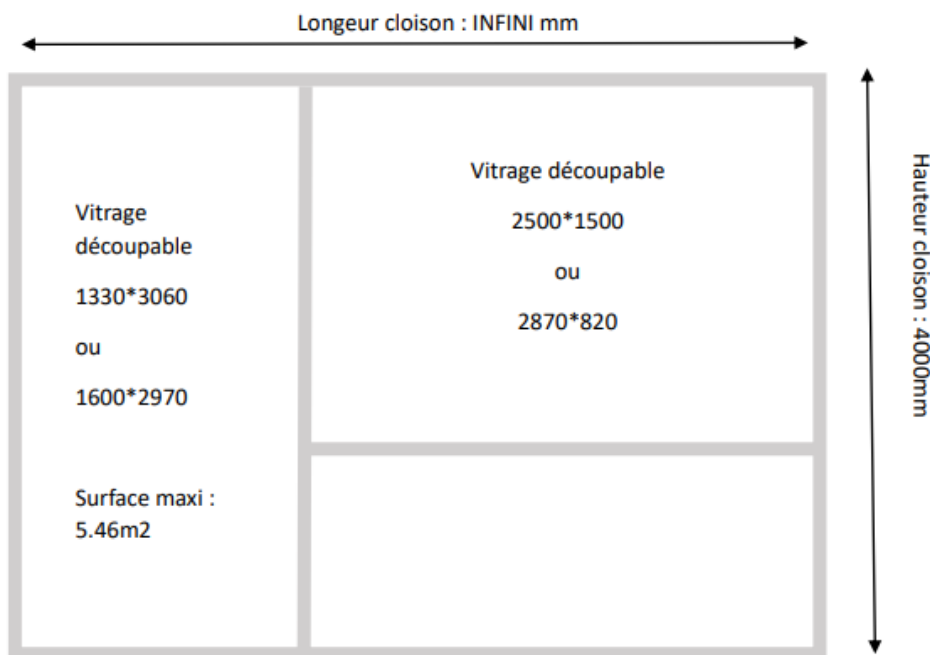 Longeur cloison : INFINI mm
Vitrage
découpable
1330*3060
ou
1600*2970
Surface maxi :
5.46m2
Vitrage découpable
2500*1500
ou
2870*820
Hauteur cloison : 4000mm